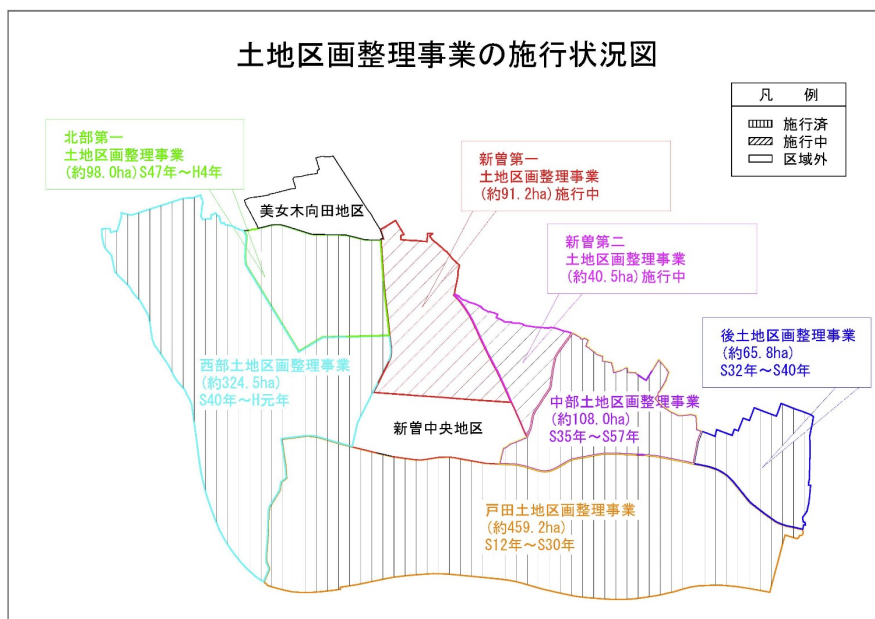 土地区画整理事業の施行状況図
凡 例
施行済
施行中
区域外
北部第一
土地区画整理事業
(約98.0ha)S47年～H4年
美女木向田地区
新曽第一
土地区画整理事業
(約91.2ha)施行中
新曽第二
土地区画整理事業
(約40.5ha)施行中
後土地区画整理事業
(約65.8ha)
S32年～S40年
西部土地区画整理事業
(約324.5ha)
S40年～H元年
中部土地区画整理事業
(約108.0ha)
S35年～S57年
新曽中央地区
戸田土地区画整理事業
(約459.2ha)
S12年～S30年